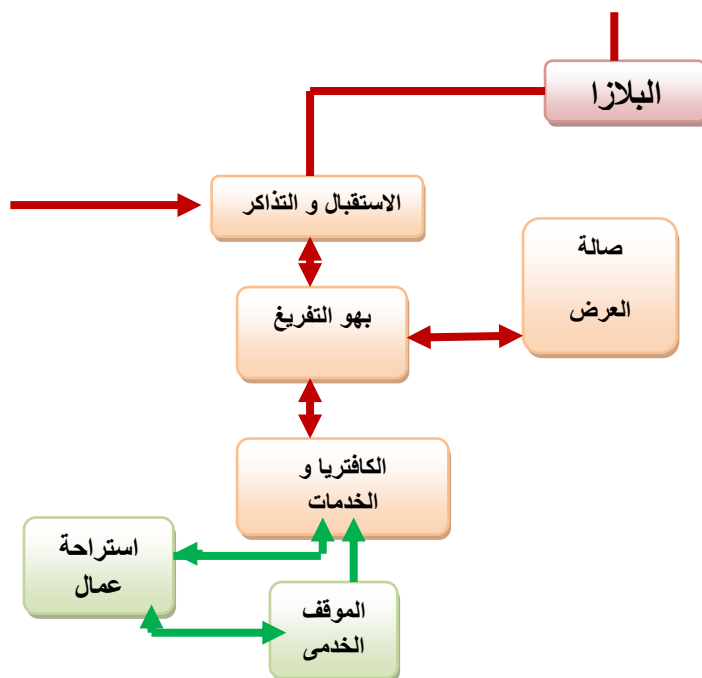 البلازا
الاستقبال و التذاكر
صالة
العرض
بهو التفريغ
الكافتريا و
الخدمات
استراحة
عمال
الموقف
الخدمى